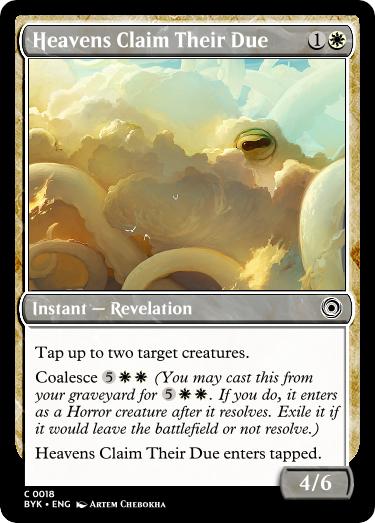 Heavens Claim Their Due 1
Instant — Revelation
Tap up to two target creatures.
Coalesce 5 (You may cast this from
your graveyard for 5. If you do, it enters
as a Horror creature after it resolves. Exile it if
it would leave the battlefield or not resolve.)
Heavens Claim Their Due enters tapped.
4/6
C 0018
BYK • ENG Artem Chebokha